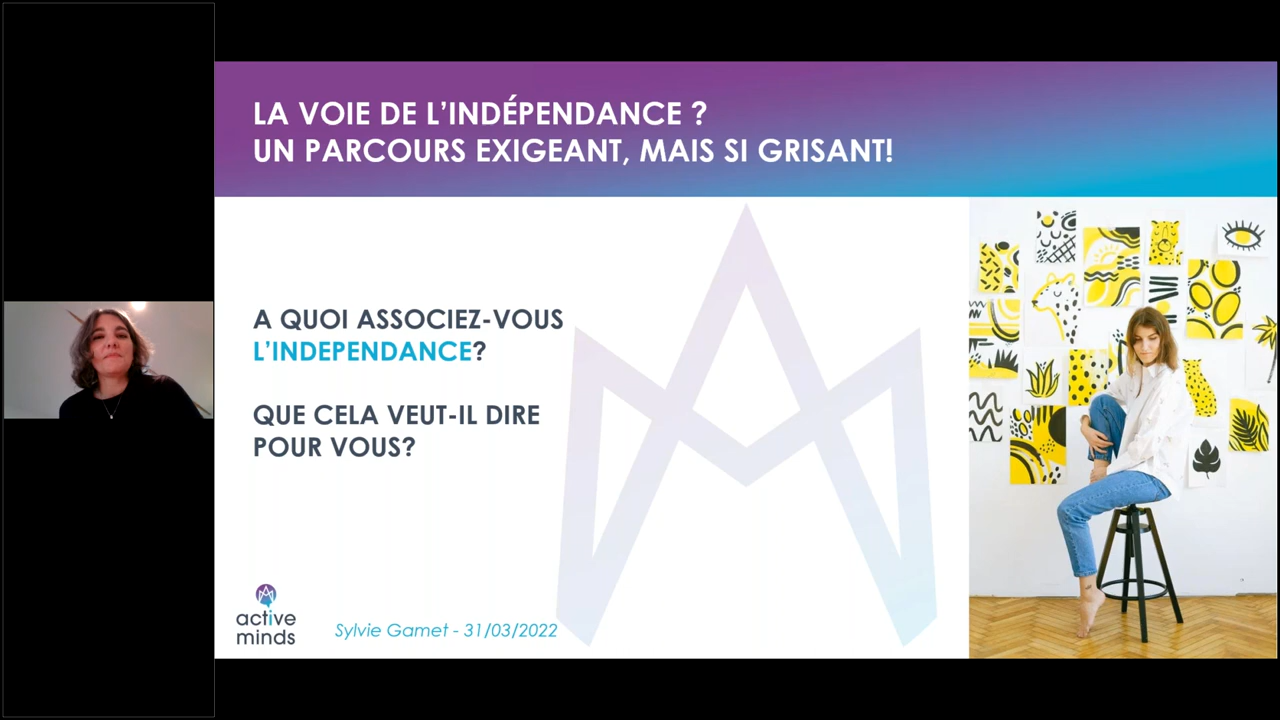 LA VOIE DE L’INDÉPENDANCE ?
UN PARCOURS EXIGEANT, MAIS SI GRISANT!
A QUOI ASSOCIEZ-VOUS
L’INDEPENDANCE?
QUE CELA VEUT-IL DIRE
POUR VOUS?
active
minds
Sylvie Gamet - 31/03/2022